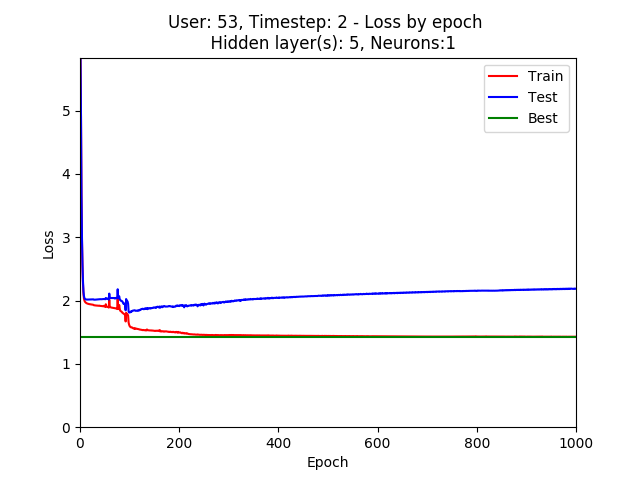 User: 53, Timestep: 2 - Loss by epoch
Hidden layer(s): 5, Neurons:1
Train
Test
Best
Loss
5
4
3
2
1
0
0 200 400 600 800 1000
Epoch